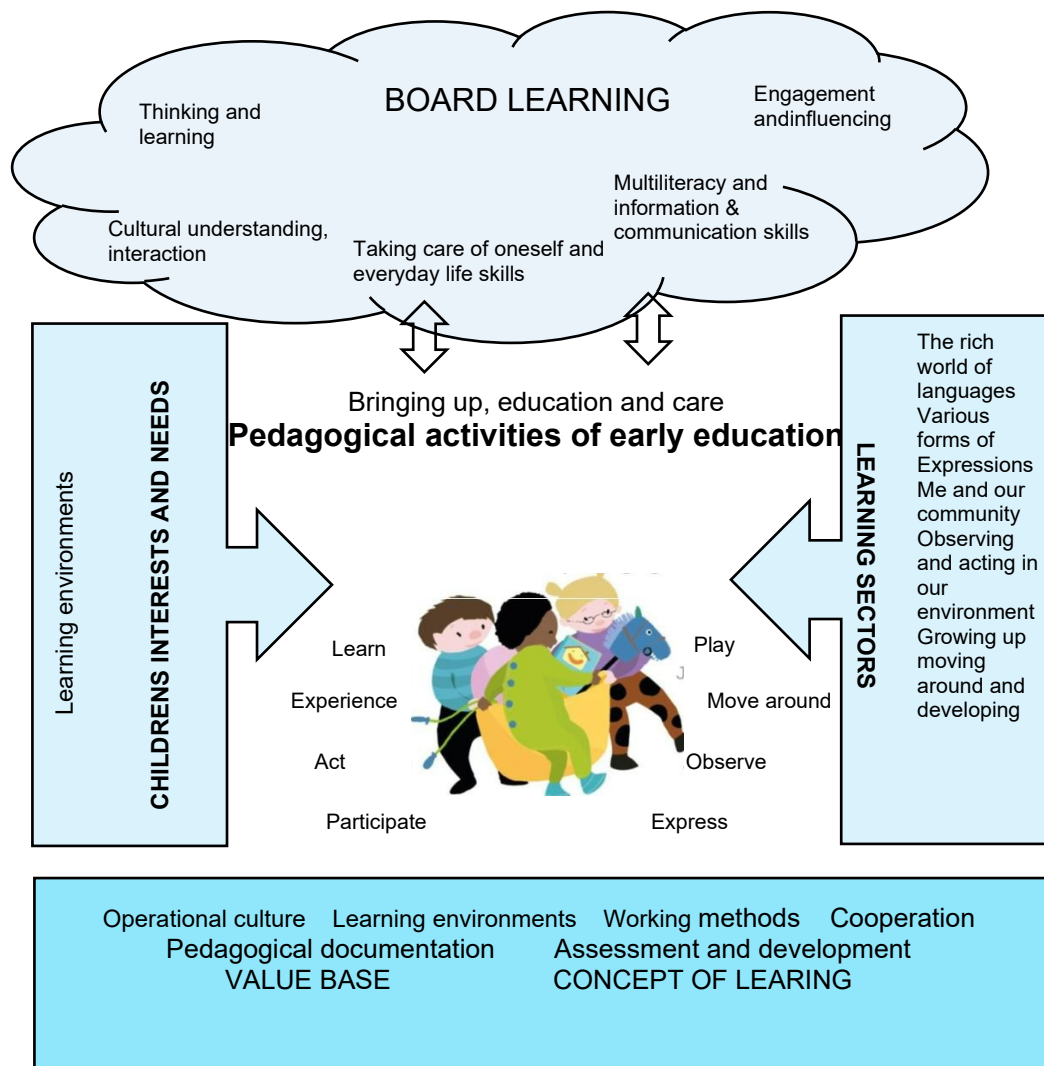 BOARD LEARNING
Thinking and
learning
Engagement
andinfluencing
Multiliteracy and
information &
communication skills
Cultural understanding,
interaction
Taking care of oneself and
everyday life skills
Bringing up, education and care
Pedagogical activities of early education
Learning environments
CHILDRENS INTERESTS AND NEEDS
LEARNING SECTORS
The rich
world of
languages
Various
forms of
Expressions
Me and our
community
Observing
and acting in
our
environment
Growing up
moving
around and
developing
Learn
Experience
Act
Participate
Play
J
Move around
Observe
Express
Operational culture Learning environments Working methods Cooperation
Pedagogical documentation Assessment and development
VALUE BASE CONCEPT OF LEARING